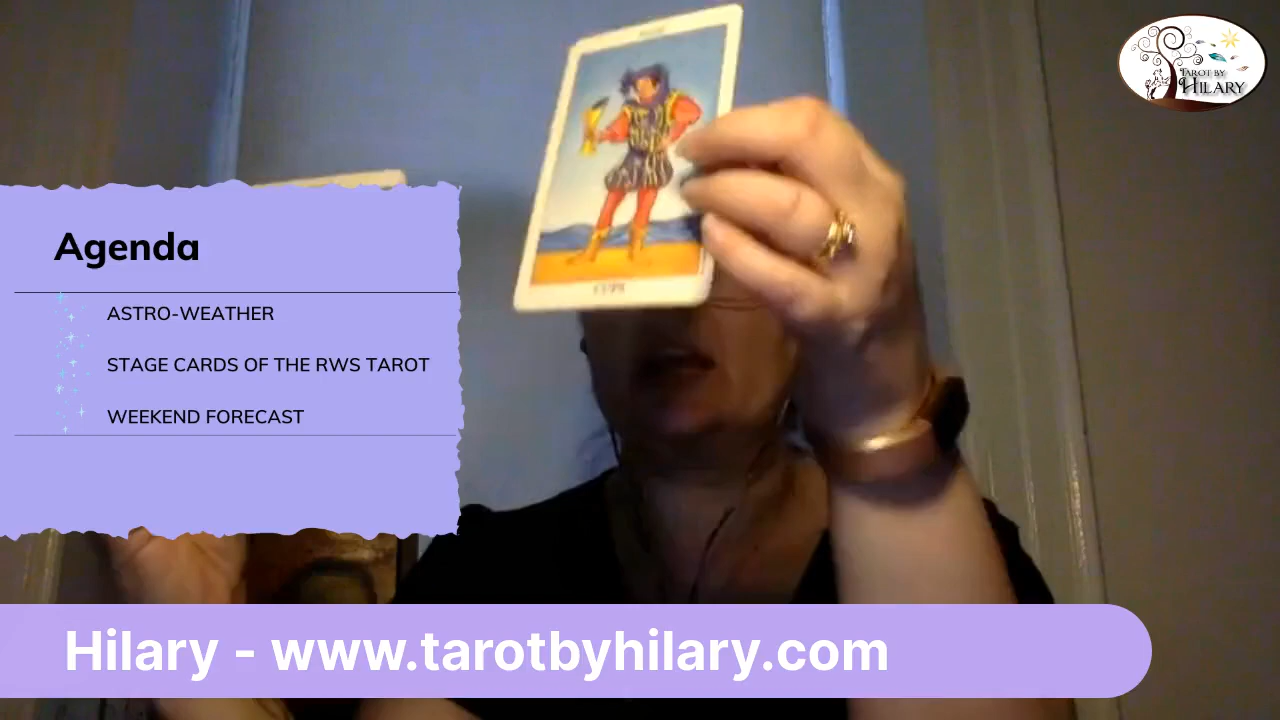 TAROT BY
HILARY
Agenda
ASTRO-WEATHER
STAGE CARDS OF THE RWS TAROT
WEEKEND FORECAST
Hilary - www.tarotbyhilary.com